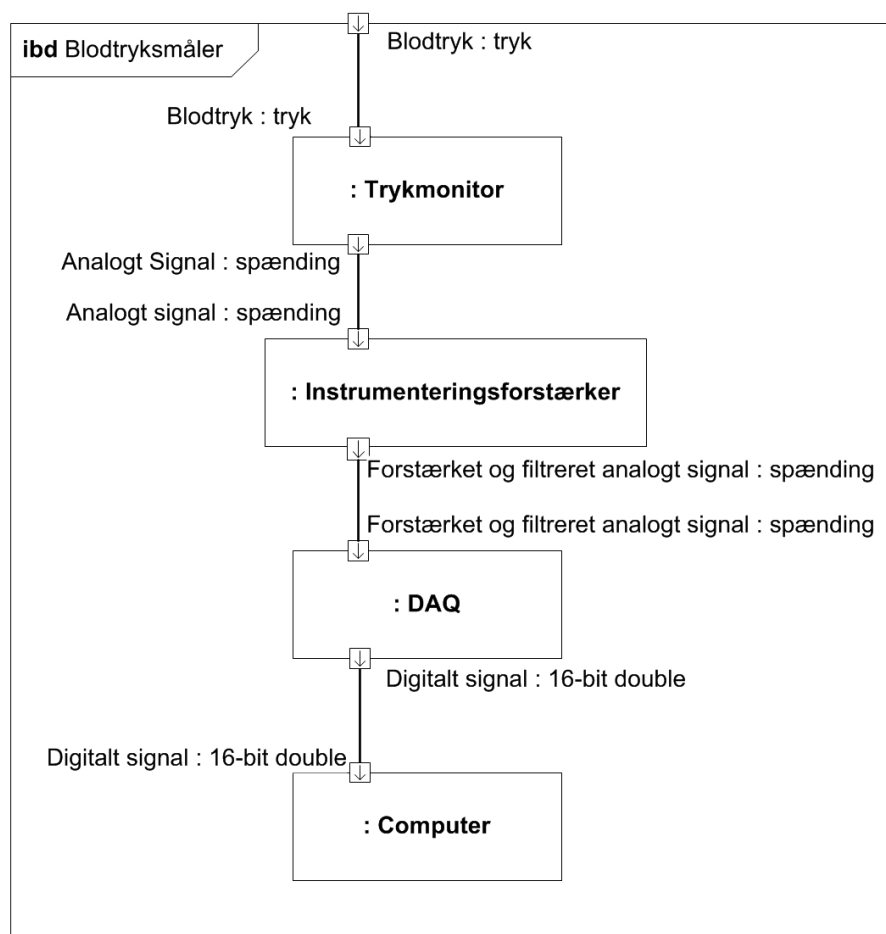 ibd Blodtryksmåler
Blodtryk : tryk
Blodtryk : tryk
: Trykmonitor
Analogt Signal : spænding
Analogt signal : spænding
: Instrumenteringsforstærker
Forstærket og filtreret analogt signal : spænding
Forstærket og filtreret analogt signal : spænding
: DAQ
Digitalt signal : 16-bit double
Digitalt signal : 16-bit double
: Computer